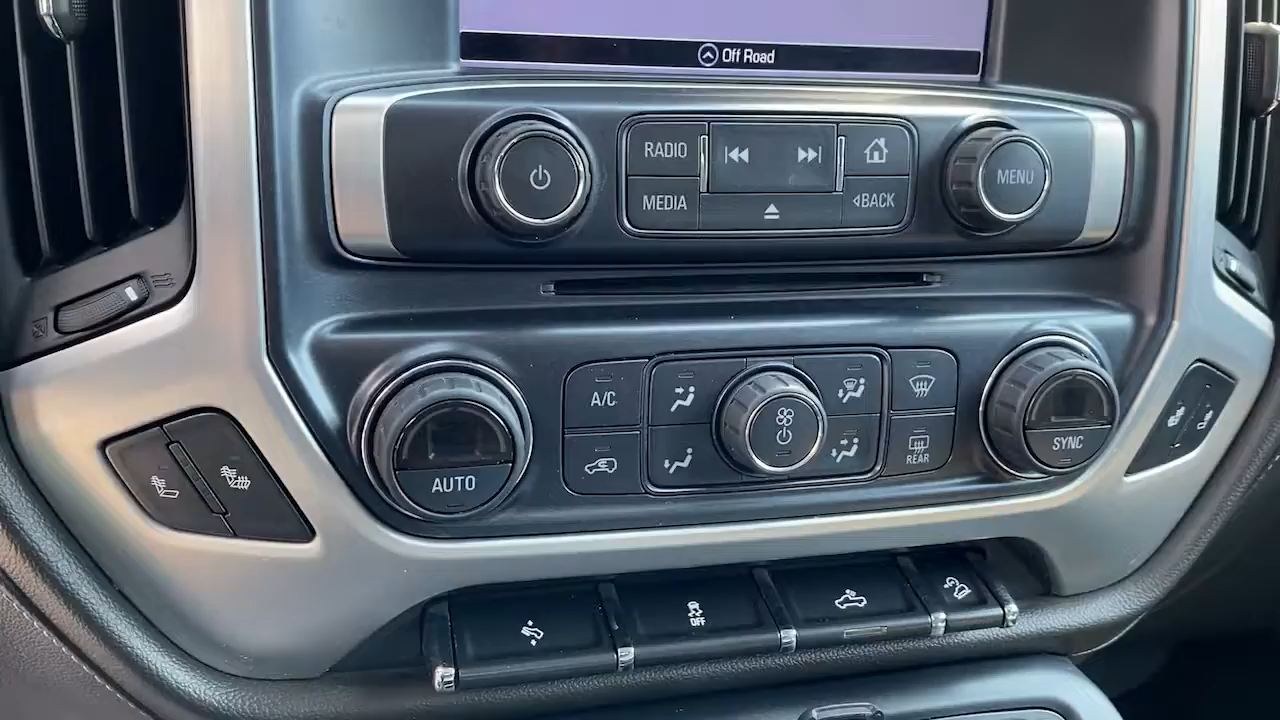 Off Road
RADIO
MEDIA
BACK
MENU
A/C
AUTO
REAR
SYNC
OFF